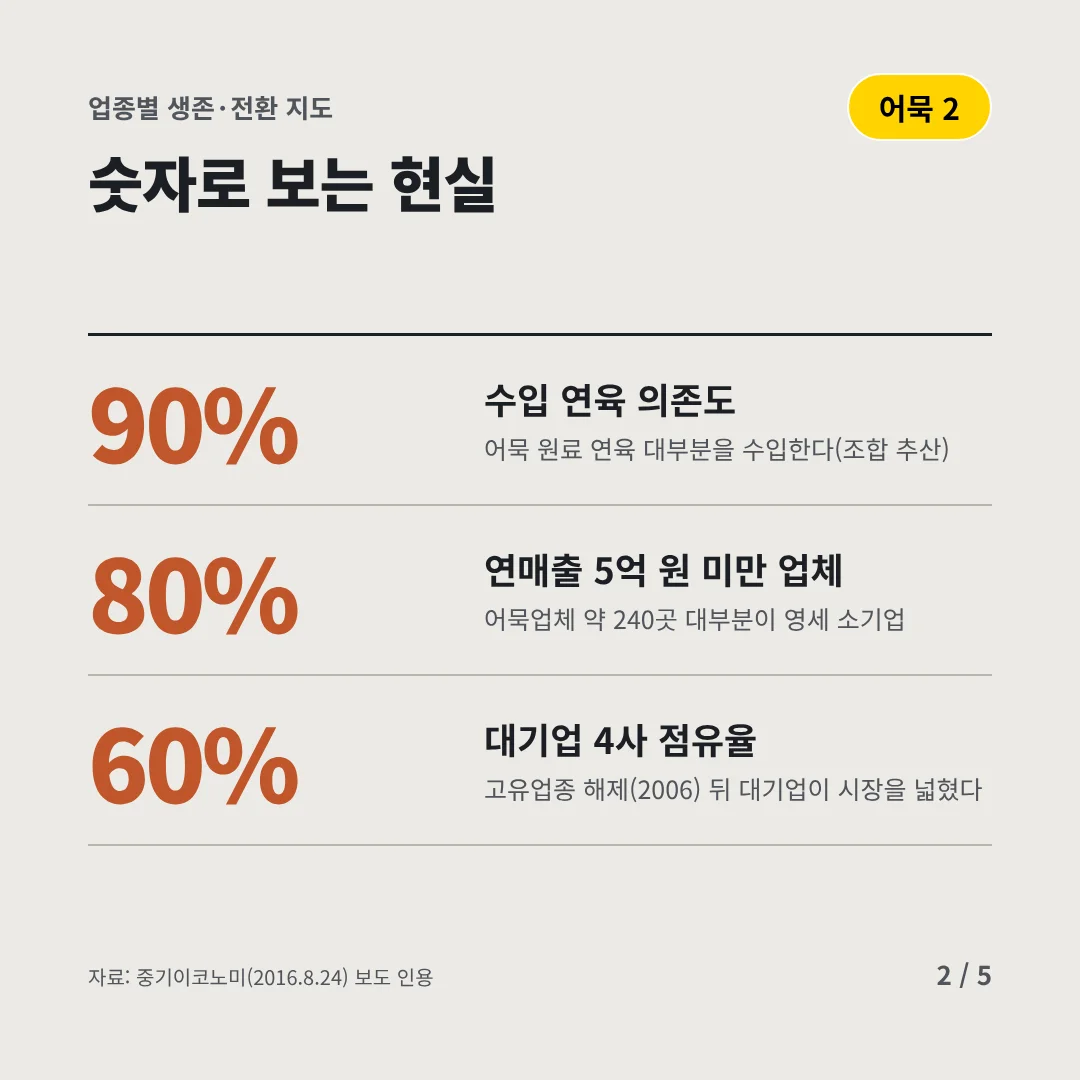 업종별 생존·전환 지도
어묵 2
숫자로 보는 현실
90%
수입 연육 의존도
어묵 원료 연육 대부분을 수입한다(조합 추산)
80%
연매출 5억 원 미만 업체
어묵업체 약 240곳 대부분이 영세 소기업
60%
대기업 4사 점유율
고유업종 해제(2006) 뒤 대기업이 시장을 넓혔다
자료: 중기이코노미(2016.8.24) 보도 인용
2 / 5